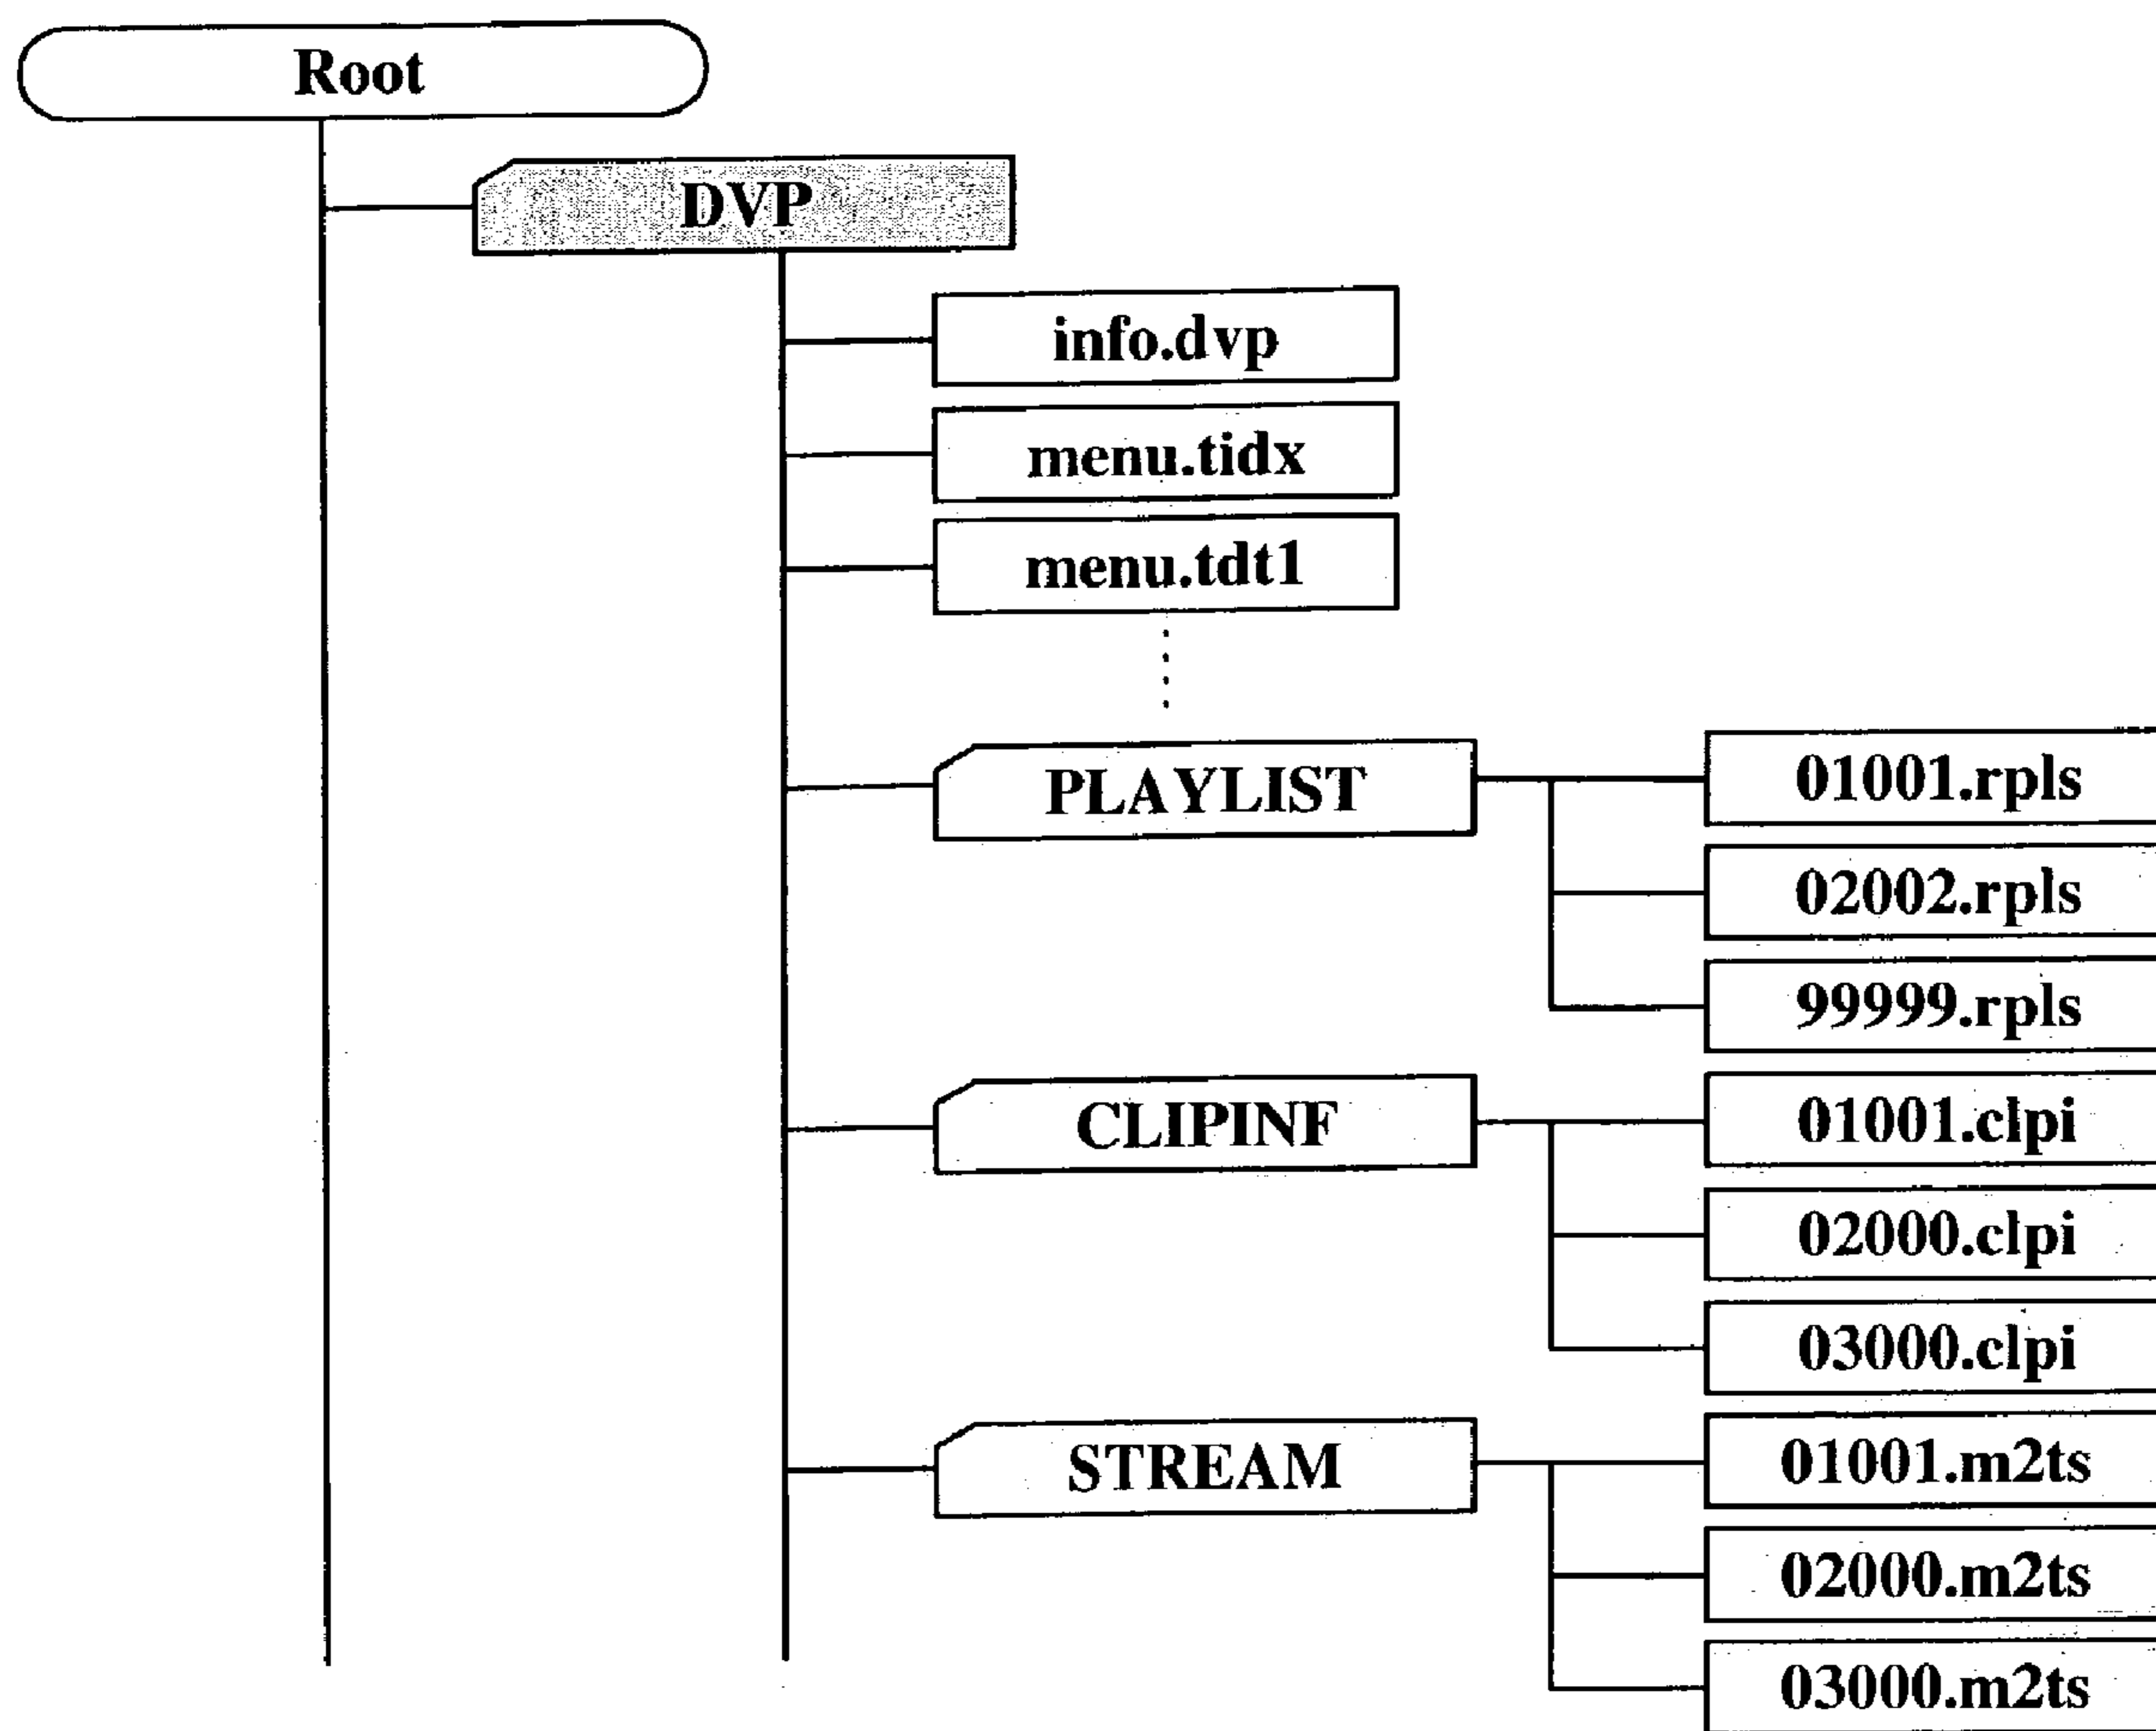 Root
DVP
info.dvp
menu.tidx
menu.tdt1
PLAYLIST
01001.rpls
02002.rpls
99999.rpls
CLIPINF
01001.clpi
02000.clpi
03000.clpi
STREAM
01001.m2ts
02000.m2ts
03000.m2ts